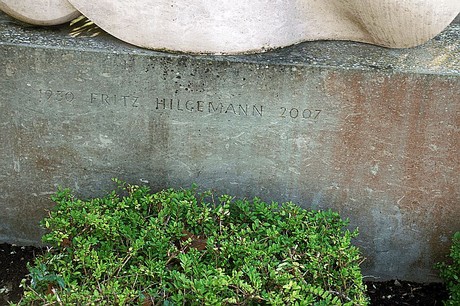 1930 FRITZ HILGEMANN 2007